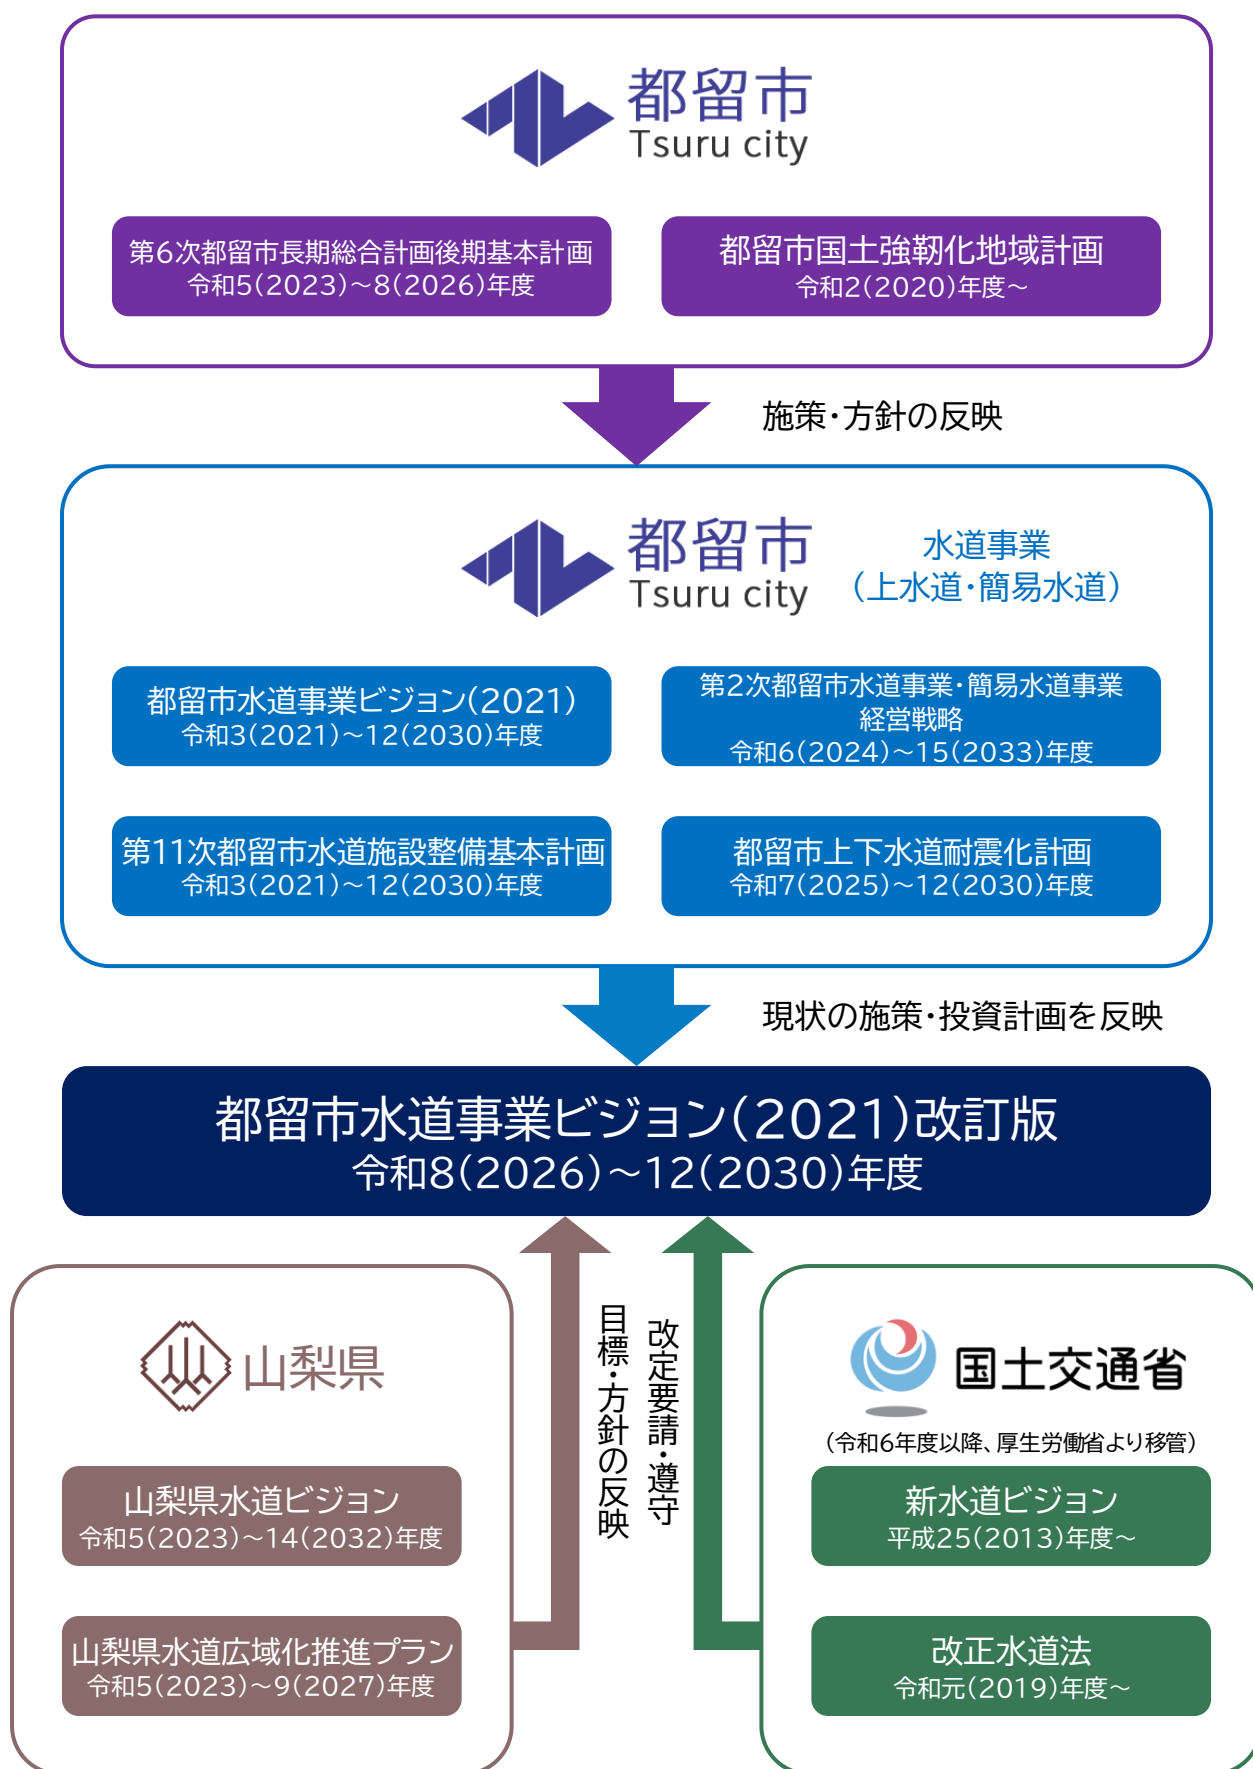 都留市
Tsuru city
第6次都留市長期総合計画後期基本計画
令和5(2023)～8(2026)年度
都留市国土強靭化地域計画
令和2(2020)年度～
施策・方針の反映
都留市
Tsuru city
水道事業
(上水道・簡易水道)
都留市水道事業ビジョン(2021)
令和3(2021)～12(2030)年度
第2次都留市水道事業・簡易水道事業
経営戦略
令和6(2024)～15(2033)年度
第11次都留市水道施設整備基本計画
令和3(2021)～12(2030)年度
都留市上下水道耐震化計画
令和7(2025)～12(2030)年度
現状の施策・投資計画を反映
都留市水道事業ビジョン(2021)改訂版
令和8(2026)～12(2030)年度
山梨県
山梨県水道ビジョン
令和5(2023)～14(2032)年度
山梨県水道広域化推進プラン
令和5(2023)～9(2027)年度
目標・方針の反映
改定要請・遵守
国土交通省
(令和6年度以降、厚生労働省より移管)
新水道ビジョン
平成25(2013)年度～
改正水道法
令和元(2019)年度～